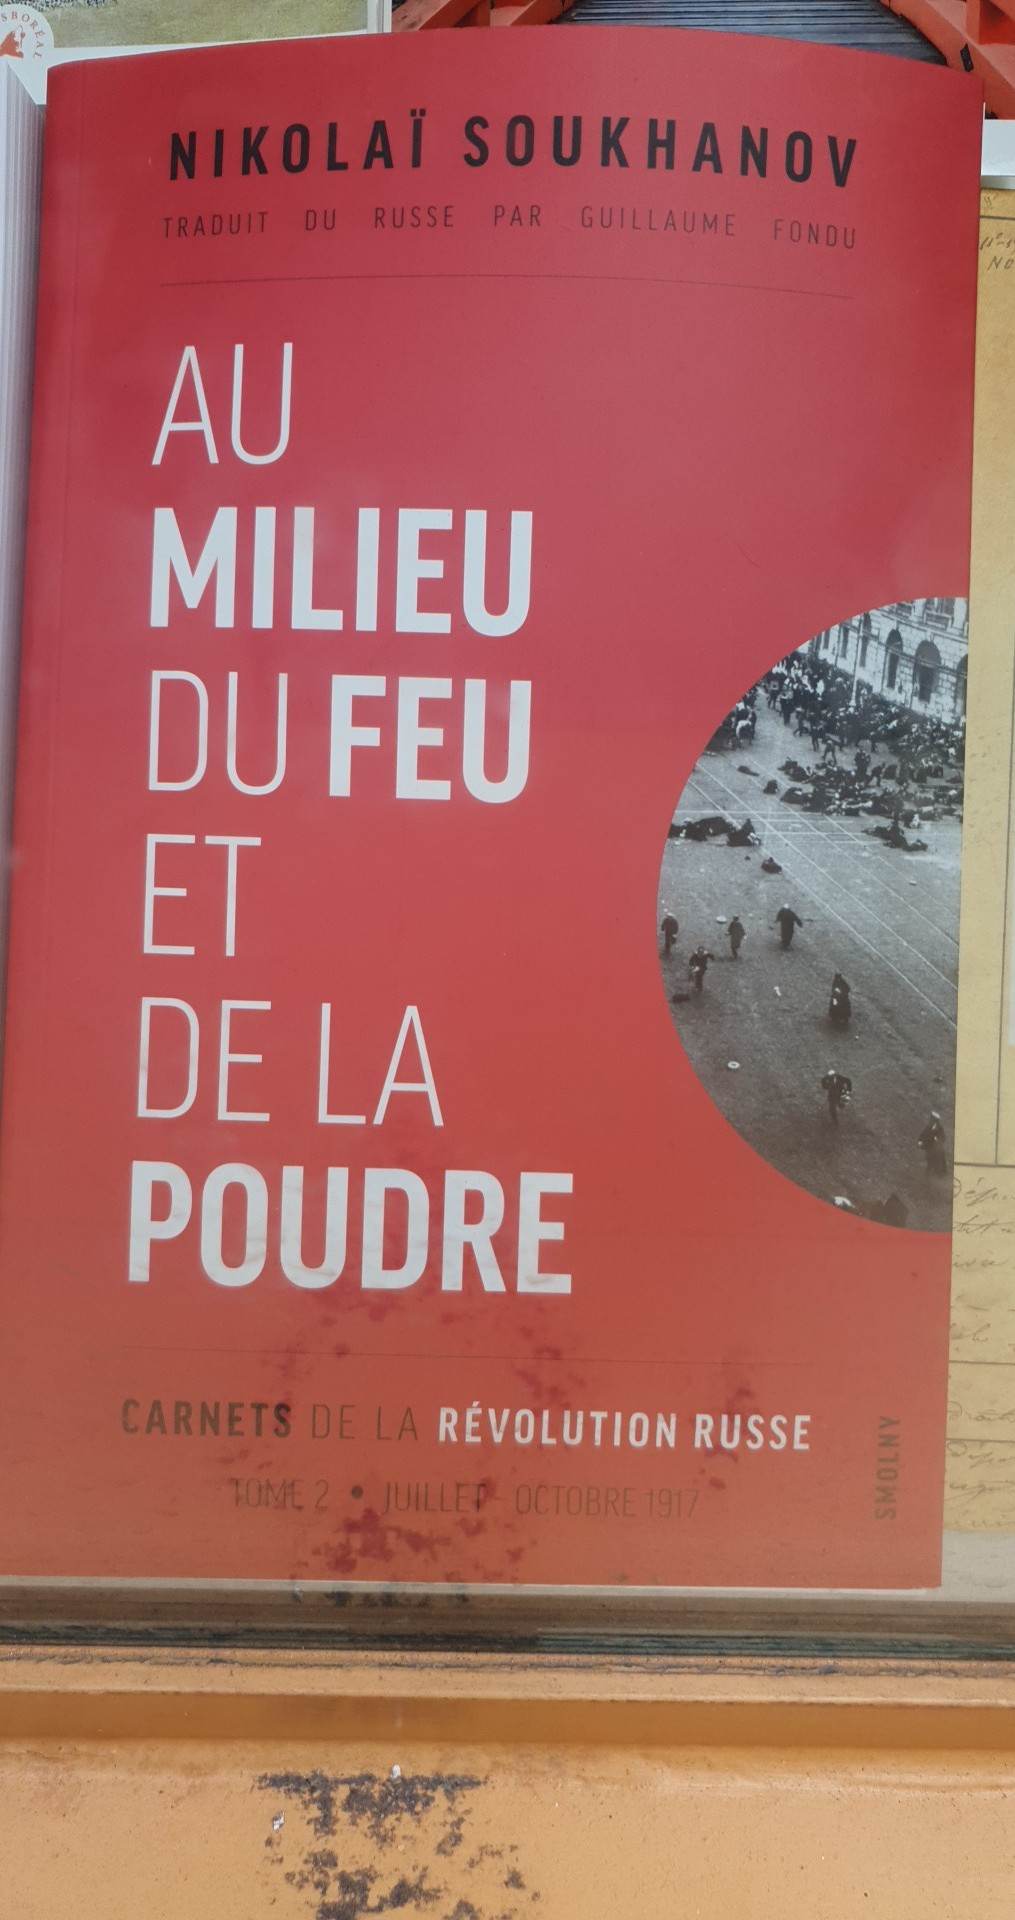 SBORÉAL
NIKOLAÏ SOUKHANOV
TRADUIT DU RUSSE PAR GUILLAUME FONDU
AU
MILIEU
DU FEU
ET
DE LA
POUDRE
CARNETS DE LA RÉVOLUTION RUSSE
TOME 2 • JUILLET - OCTOBRE 1917
SMOLNY